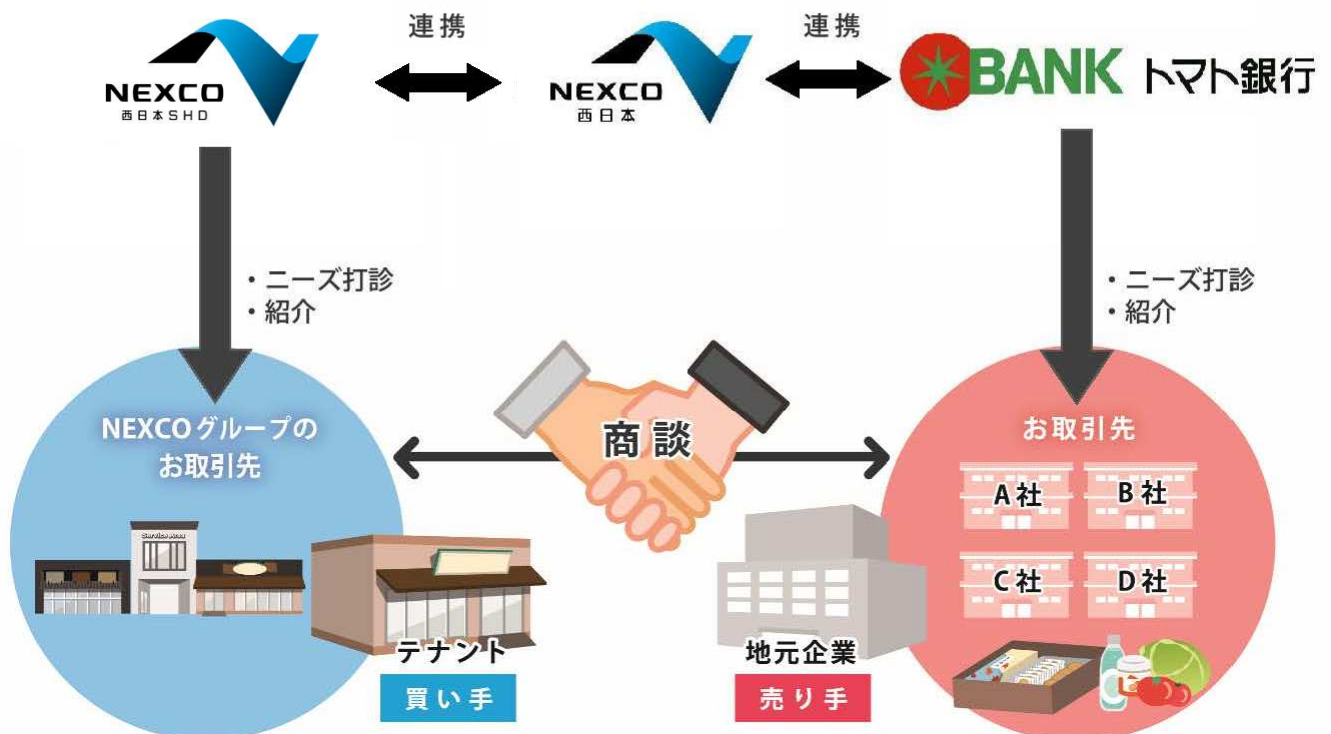 連携
連携
NEXCO
西日本SHD
NEXCO
西日本
BANK トマト銀行
・ニーズ打診
・紹介
・ニーズ打診
・紹介
NEXCOグループの
お取引先
商談
お取引先
A社
B社
Service Area
C社
D社
テナント
買い手
地元企業
売り手